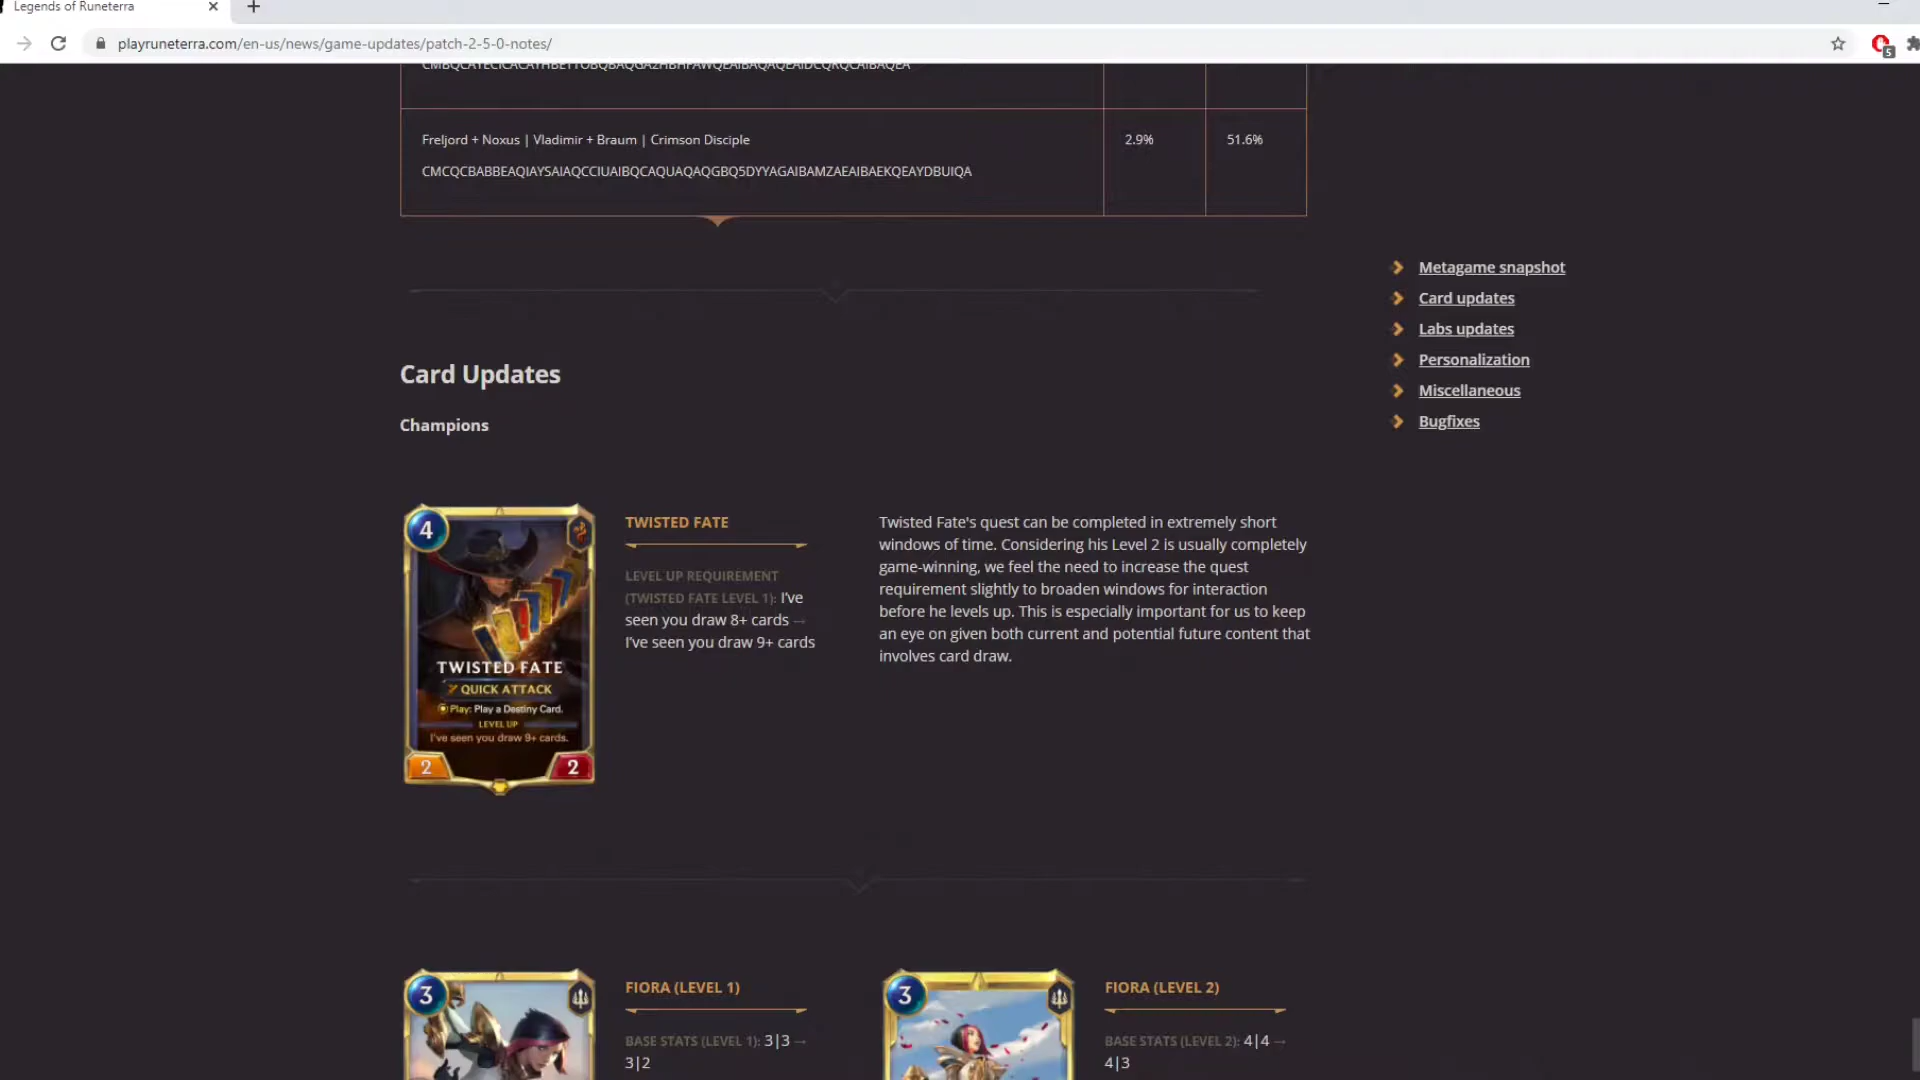 Legends of Runeterra
playruneterra.com/en-us/news/game-updates/patch-2-5-0-notes/
5
Freljord + Noxus | Vladimir + Braum | Crimson Disciple
2.9%
51.6%
CMCQCBABBEAQIAYSAIAQCCIUAIBQCAQUAQAQGBQ5DYYAGAIBAMZAEAIBAEKQEAYDBUIQA
Metagame snapshot
Card updates
Labs updates
Personalization
Miscellaneous
Bugfixes
Card Updates
Champions
4
TWISTED FATE
QUICK ATTACK
Play: Play a Destiny Card.
LEVEL UP
I've seen you draw 9+ cards.
2
2
TWISTED FATE
LEVEL UP REQUIREMENT
(TWISTED FATE LEVEL 1): I've
seen you draw 8+ cards →
I've seen you draw 9+ cards
Twisted Fate's quest can be completed in extremely short
windows of time. Considering his Level 2 is usually completely
game-winning, we feel the need to increase the quest
requirement slightly to broaden windows for interaction
before he levels up. This is especially important for us to keep
an eye on given both current and potential future content that
involves card draw.
3
FIORA (LEVEL 1)
BASE STATS (LEVEL 1): 3|3 →
3|2
3
FIORA (LEVEL 2)
BASE STATS (LEVEL 2): 4|4 →
4|3